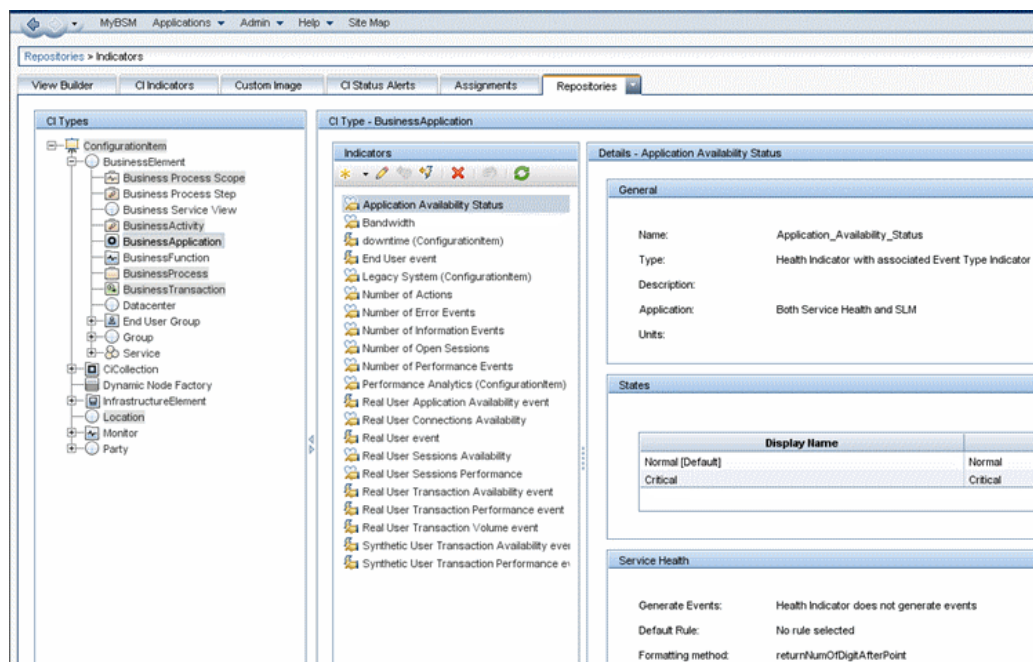 MyBSM Applications Admin Help Site Map
Repositories > Indicators
View Builder CI Indicators Custom Image CI Status Alerts Assignments Repositories
CI Types
ConfigurationItem
BusinessElement
Business Process Scope
Business Process Step
Business Service View
BusinessActivity
BusinessApplication
BusinessFunction
BusinessProcess
BusinessTransaction
Datacenter
End User Group
Group
Service
CiCollection
Dynamic Node Factory
InfrastructureElement
Location
Monitor
Party
CI Type - BusinessApplication
Indicators
Application Availability Status
Bandwidth
downtime (ConfigurationItem)
End User event
Legacy System (ConfigurationItem)
Number of Actions
Number of Error Events
Number of Information Events
Number of Open Sessions
Number of Performance Events
Performance Analytics (ConfigurationItem)
Real User Application Availability event
Real User Connections Availability
Real User event
Real User Sessions Availability
Real User Sessions Performance
Real User Transaction Availability event
Real User Transaction Performance event
Real User Transaction Volume event
Synthetic User Transaction Availability eve
Synthetic User Transaction Performance e
Details - Application Availability Status
General
Name: Application_Availability_Status
Type: Health Indicator with associated Event Type Indicator
Description:
Application: Both Service Health and SLM
Units:
States
Display Name
Normal [Default] Normal
Critical Critical
Service Health
Generate Events: Health Indicator does not generate events
Default Rule: No rule selected
Formatting method: returnNumOfDigitAfterPoint